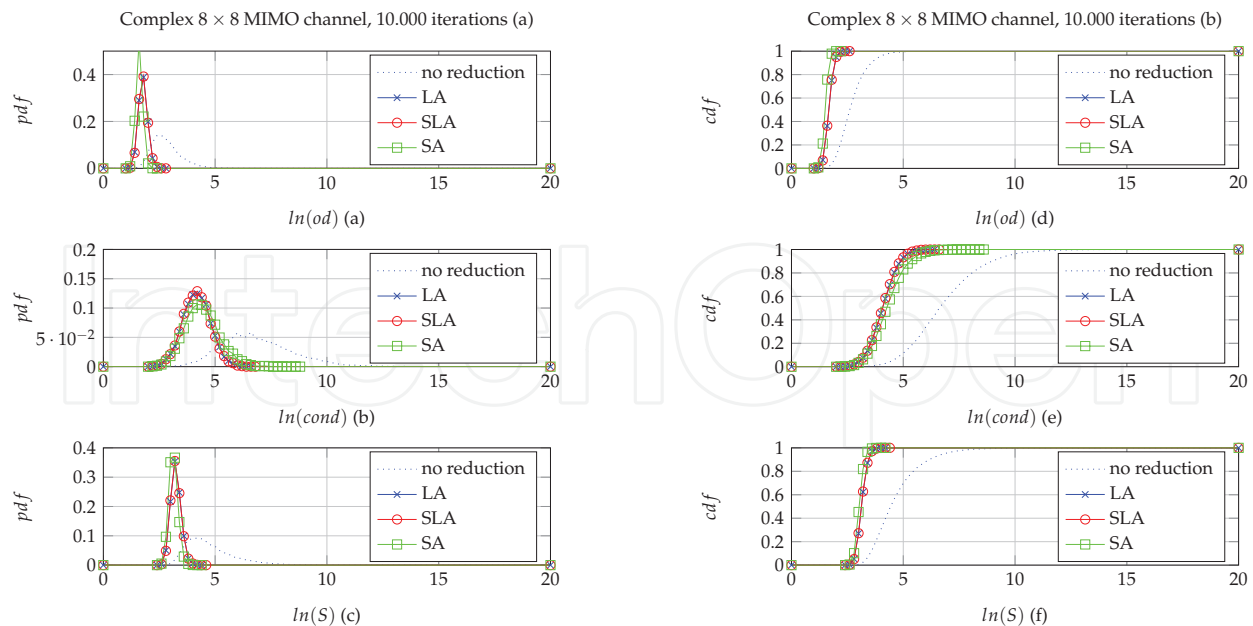 Complex 8 × 8 MIMO channel, 10.000 iterations (a)
pdf
0.4
0.2
0
0
5
10
15
20
no reduction
LA
SLA
SA
ln(od) (a)
pdf
0.2
0.15
0.1
5 · 10⁻²
0
0
5
10
15
20
no reduction
LA
SLA
SA
ln(cond) (b)
pdf
0.4
0.3
0.2
0.1
0
0
5
10
15
20
no reduction
LA
SLA
SA
ln(S) (c)
Complex 8 × 8 MIMO channel, 10.000 iterations (b)
cdf
1
0.8
0.6
0.4
0.2
0
0
5
10
15
20
no reduction
LA
SLA
SA
ln(od) (d)
cdf
1
0.8
0.6
0.4
0.2
0
0
5
10
15
20
no reduction
LA
SLA
SA
ln(cond) (e)
cdf
1
0.8
0.6
0.4
0.2
0
0
5
10
15
20
no reduction
LA
SLA
SA
ln(S) (f)
IntechOpen